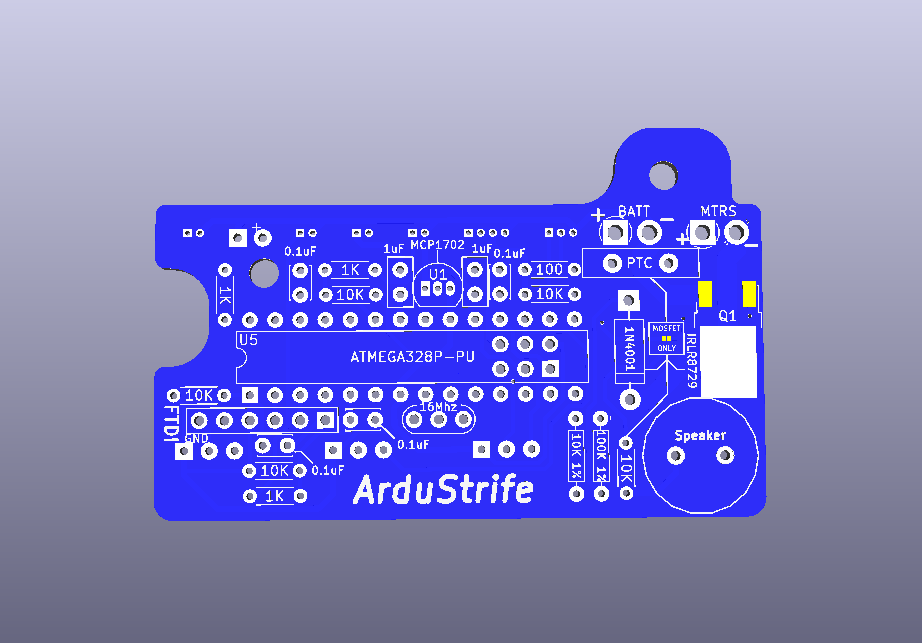 + BATT −
MTRS
+ −
+
0.1uF
1uF
MCP1702
1uF
0.1uF
PTC
1K
100
U1
1K
10K
10K
Q1
U5
ATMEGA328P-PU
1N4001
MOSFET
ONLY
IRLR8729
10K
16Mhz
FTDI
GND
0.1uF
Speaker
10K 1%
100K 1%
10K
10K
0.1uF
1K
ArduStrife